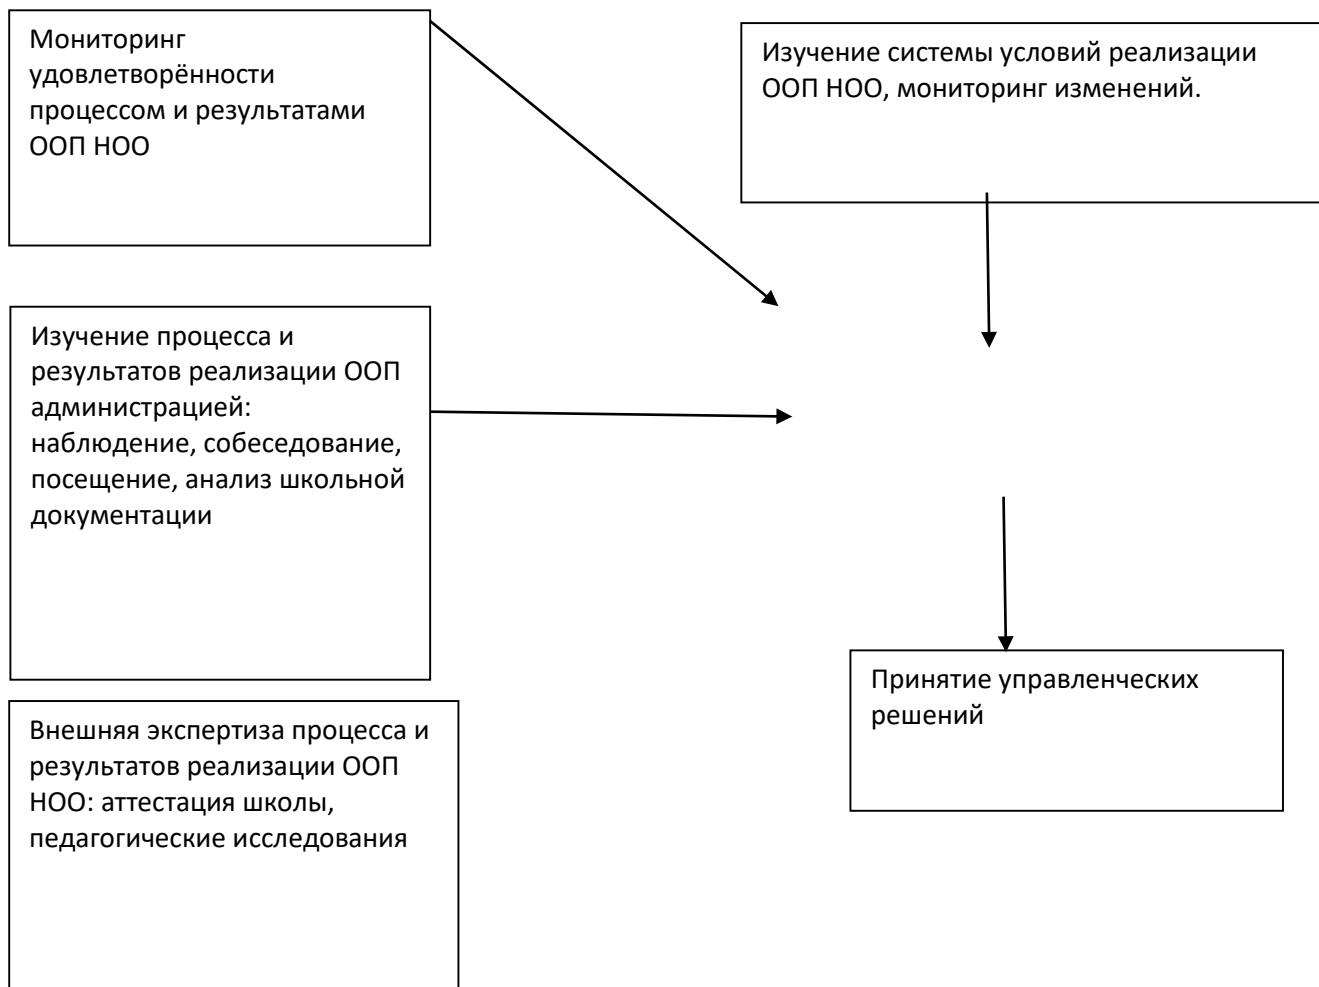 Мониторинг
удовлетворённости
процессом и результатами
ООП НОО
Изучение системы условий реализации
ООП НОО, мониторинг изменений.
Изучение процесса и
результатов реализации ООП
администрацией:
наблюдение, собеседование,
посещение, анализ школьной
документации
Принятие управленческих
решений
Внешняя экспертиза процесса и
результатов реализации ООП
НОО: аттестация школы,
педагогические исследования